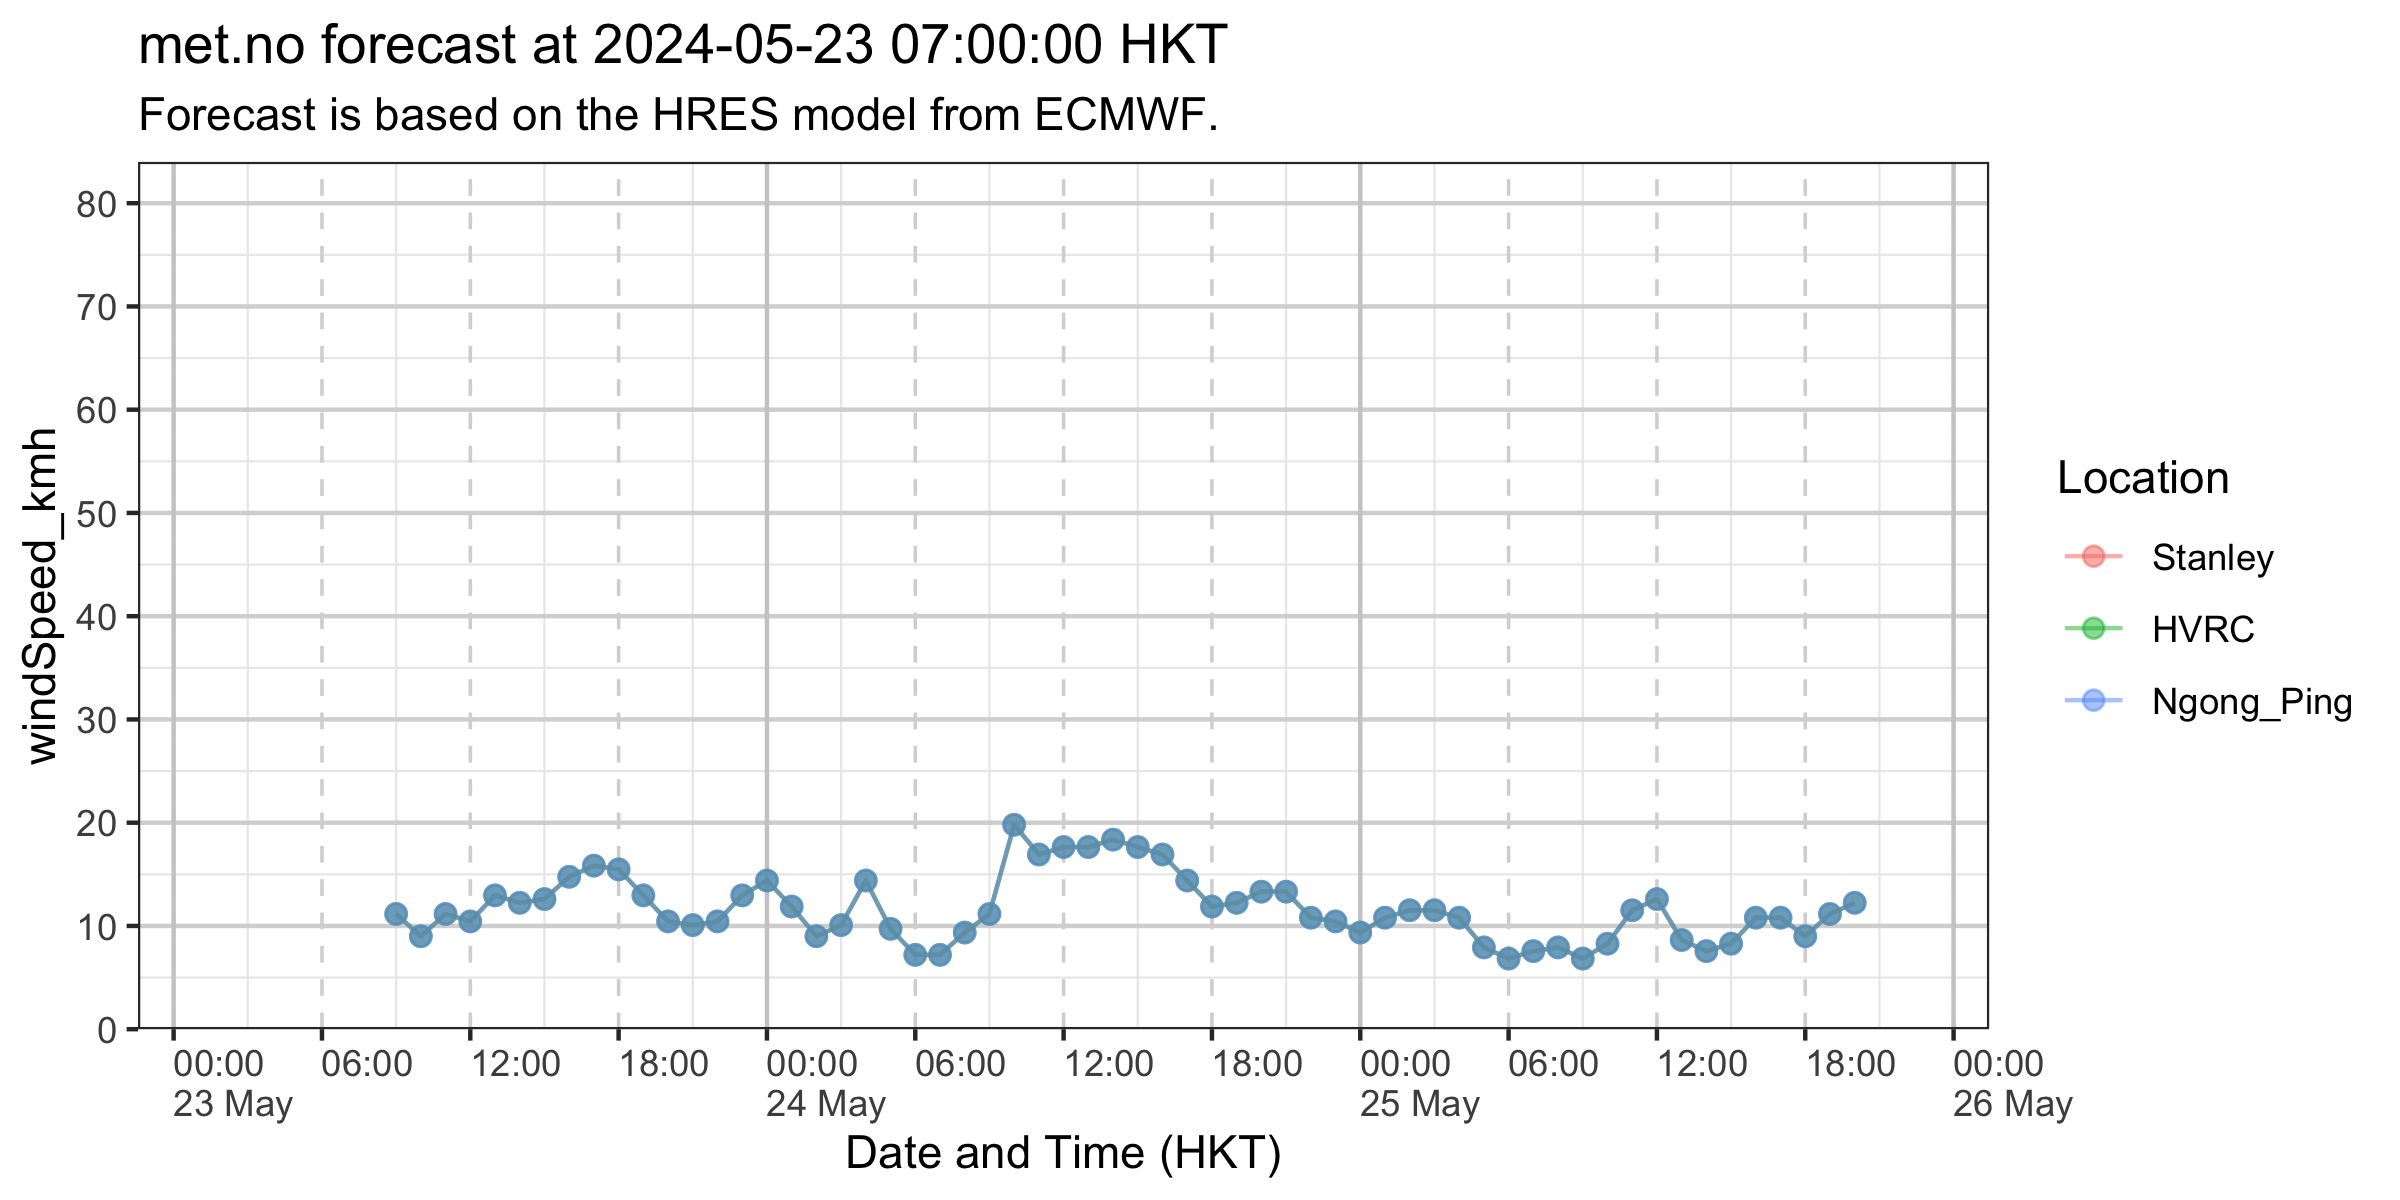 met.no forecast at 2024-05-23 07:00:00 HKT
Forecast is based on the HRES model from ECMWF.
windSpeed_kmh
80
70
60
50
40
30
20
10
0
00:00 06:00 12:00 18:00 00:00 06:00 12:00 18:00 00:00 06:00 12:00 18:00 00:00
23 May 24 May 25 May 26 May
Date and Time (HKT)
Location
Stanley
HVRC
Ngong_Ping